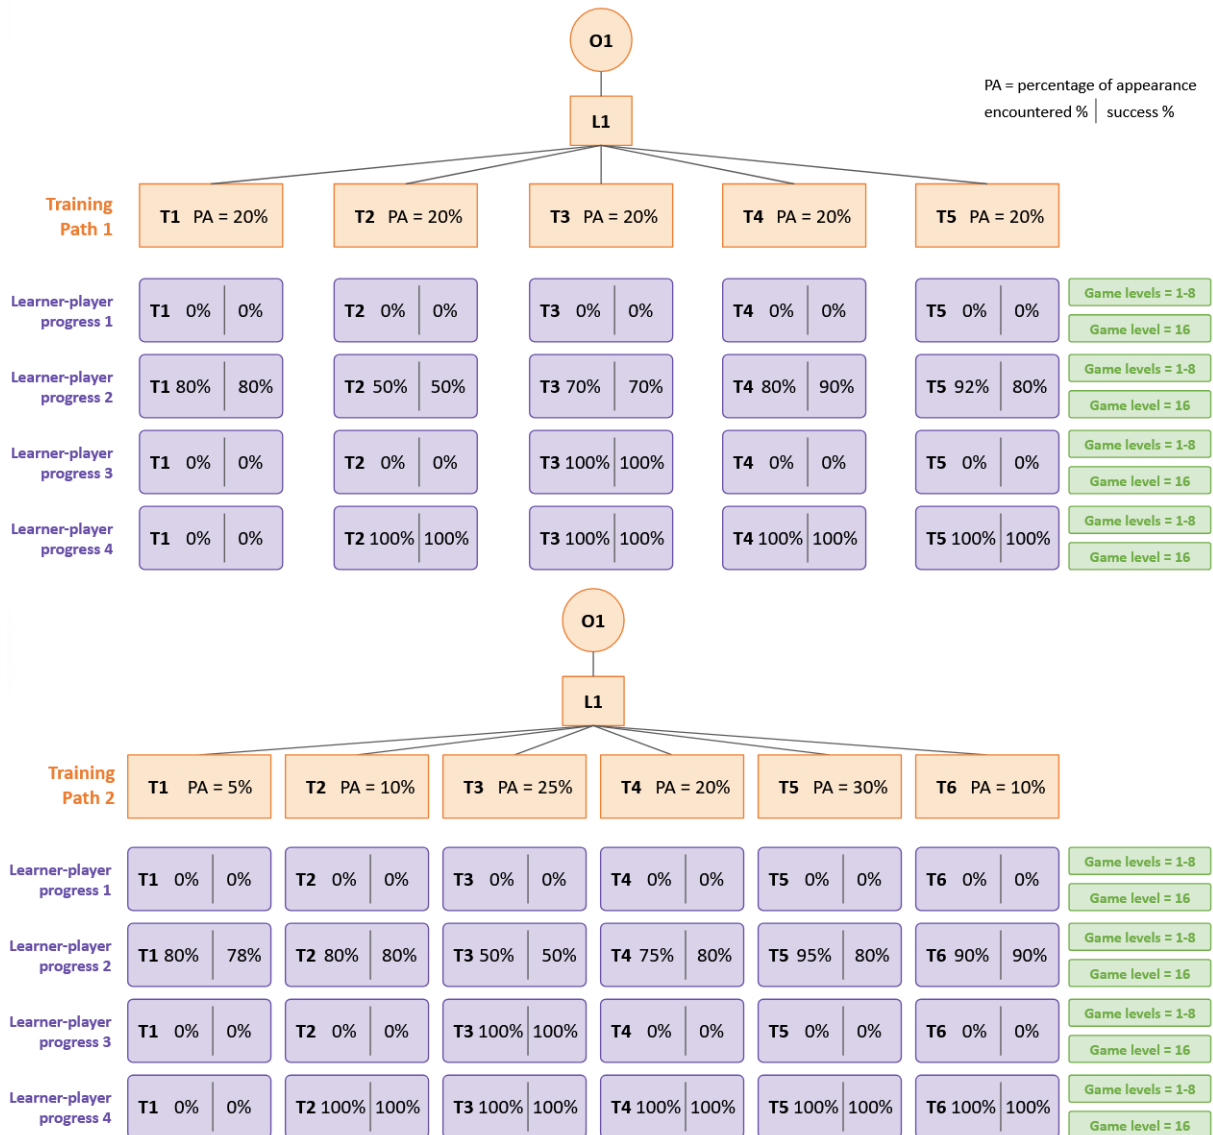 O1
PA = percentage of appearance
encountered % | success %
L1
Training
Path 1
T1 PA = 20%
T2 PA = 20%
T3 PA = 20%
T4 PA = 20%
T5 PA = 20%
Learner-player
progress 1
T1 0% | 0%
T2 0% | 0%
T3 0% | 0%
T4 0% | 0%
T5 0% | 0%
Game levels = 1-8
Game level = 16
Learner-player
progress 2
T1 80% | 80%
T2 50% | 50%
T3 70% | 70%
T4 80% | 90%
T5 92% | 80%
Game levels = 1-8
Game level = 16
Learner-player
progress 3
T1 0% | 0%
T2 0% | 0%
T3 100% | 100%
T4 0% | 0%
T5 0% | 0%
Game levels = 1-8
Game level = 16
Learner-player
progress 4
T1 0% | 0%
T2 100% | 100%
T3 100% | 100%
T4 100% | 100%
T5 100% | 100%
Game levels = 1-8
Game level = 16
O1
L1
Training
Path 2
T1 PA = 5%
T2 PA = 10%
T3 PA = 25%
T4 PA = 20%
T5 PA = 30%
T6 PA = 10%
Learner-player
progress 1
T1 0% | 0%
T2 0% | 0%
T3 0% | 0%
T4 0% | 0%
T5 0% | 0%
T6 0% | 0%
Game levels = 1-8
Game level = 16
Learner-player
progress 2
T1 80% | 78%
T2 80% | 80%
T3 50% | 50%
T4 75% | 80%
T5 95% | 80%
T6 90% | 90%
Game levels = 1-8
Game level = 16
Learner-player
progress 3
T1 0% | 0%
T2 0% | 0%
T3 100% | 100%
T4 0% | 0%
T5 0% | 0%
T6 0% | 0%
Game levels = 1-8
Game level = 16
Learner-player
progress 4
T1 0% | 0%
T2 100% | 100%
T3 100% | 100%
T4 100% | 100%
T5 100% | 100%
T6 100% | 100%
Game levels = 1-8
Game level = 16